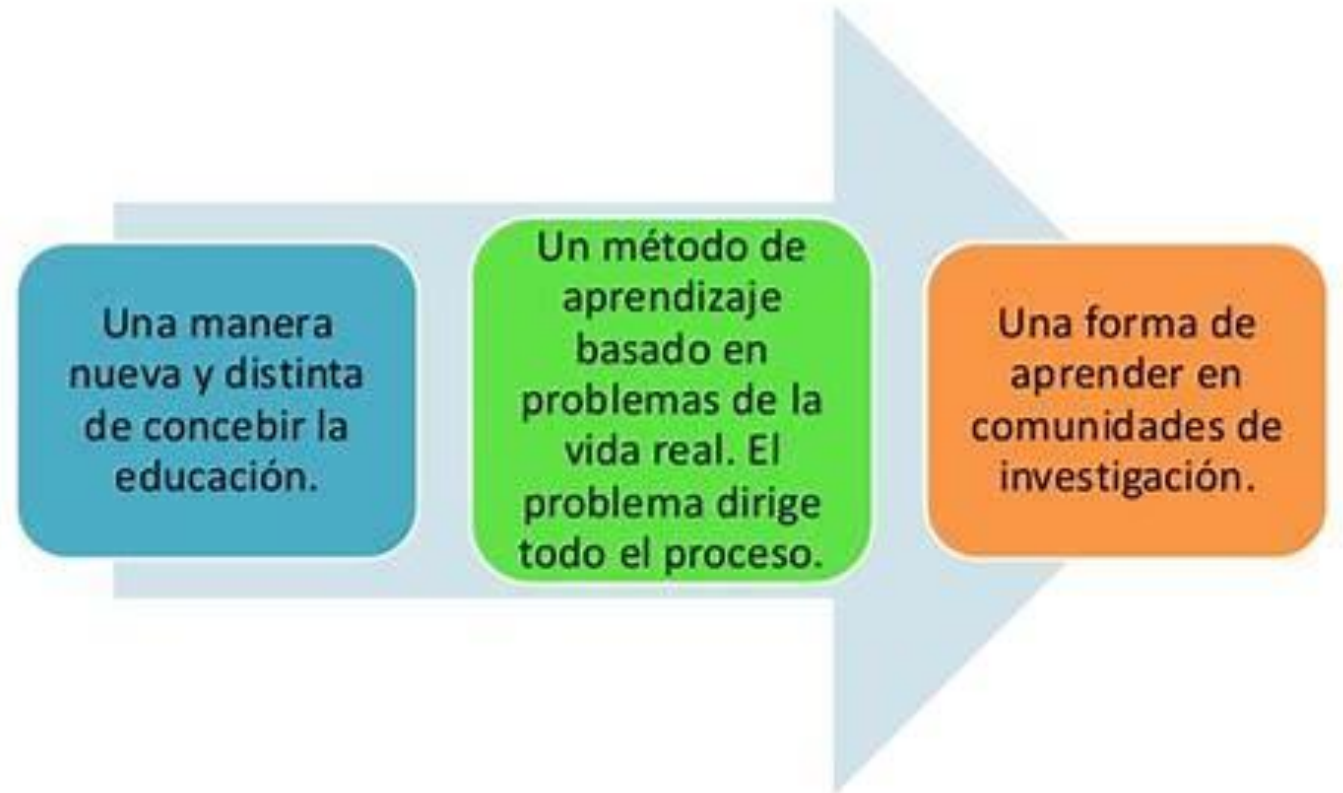 Una manera
nueva y distinta
de concebir la
educación.
Un método de
aprendizaje
basado en
problemas de la
vida real. El
problema dirige
todo el proceso.
Una forma de
aprender en
comunidades de
investigación.